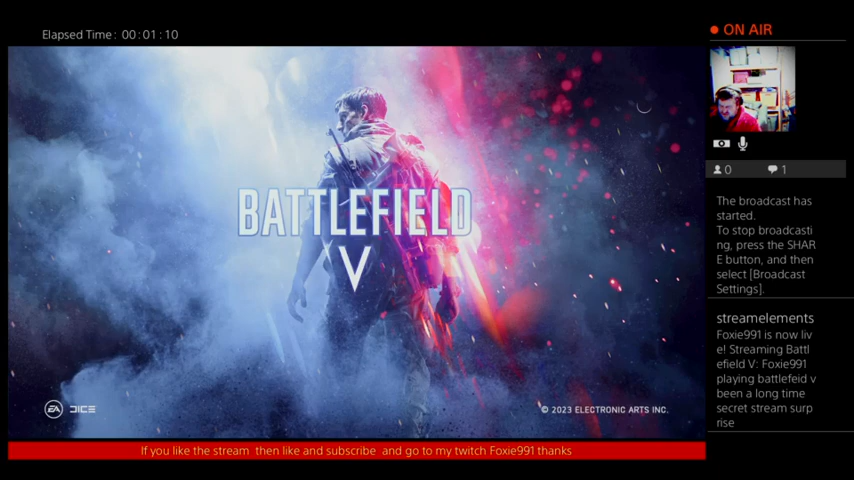 Elapsed Time: 00:01:10
ON AIR
BATTLEFIELD
V
EA DICE
© 2023 ELECTRONIC ARTS INC.
If you like the stream then like and subscribe and go to my twitch Foxie991 thanks
0 1
The broadcast has
started.
To stop broadcasti
ng, press the SHAR
E button, and then
select [Broadcast
Settings].
streamelements
Foxie991 is now liv
e! Streaming Battl
efield V: Foxie991
playing battlefeid v
been a long time
secret stream surp
rise